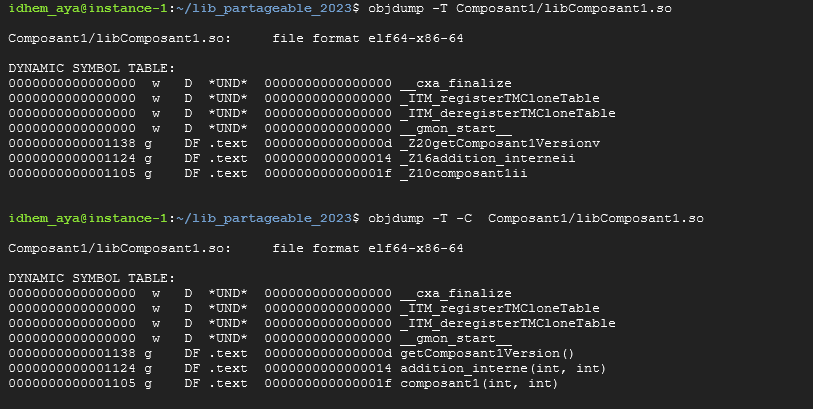 idhem_aya@instance-1:~/lib_partageable_2023$ objdump -T Composant1/libComposant1.so
Composant1/libComposant1.so:     file format elf64-x86-64
DYNAMIC SYMBOL TABLE:
0000000000000000  w   D  *UND*  0000000000000000 __cxa_finalize
0000000000000000  w   D  *UND*  0000000000000000 _ITM_registerTMCloneTable
0000000000000000  w   D  *UND*  0000000000000000 _ITM_deregisterTMCloneTable
0000000000000000  w   D  *UND*  0000000000000000 __gmon_start__
0000000000001138 g    DF .text  000000000000000d _Z20getComposant1Versionv
0000000000001124 g    DF .text  0000000000000014 _Z16addition_interneii
0000000000001105 g    DF .text  000000000000001f _Z10composant1ii
idhem_aya@instance-1:~/lib_partageable_2023$ objdump -T -C  Composant1/libComposant1.so
Composant1/libComposant1.so:     file format elf64-x86-64
DYNAMIC SYMBOL TABLE:
0000000000000000  w   D  *UND*  0000000000000000 __cxa_finalize
0000000000000000  w   D  *UND*  0000000000000000 _ITM_registerTMCloneTable
0000000000000000  w   D  *UND*  0000000000000000 _ITM_deregisterTMCloneTable
0000000000000000  w   D  *UND*  0000000000000000 __gmon_start__
0000000000001138 g    DF .text  000000000000000d getComposant1Version()
0000000000001124 g    DF .text  0000000000000014 addition_interne(int, int)
0000000000001105 g    DF .text  000000000000001f composant1(int, int)